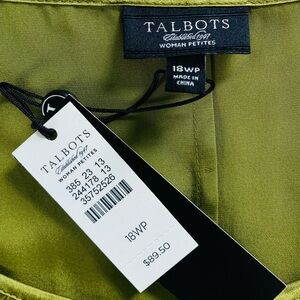 TALBOTS
Established 1947
WOMAN PETITES
18WP
MADE IN
CHINA
TALBOTS
Established 1947
WOMAN PETITES
385 23 13
244178 13
35752526
18WP
$89.50